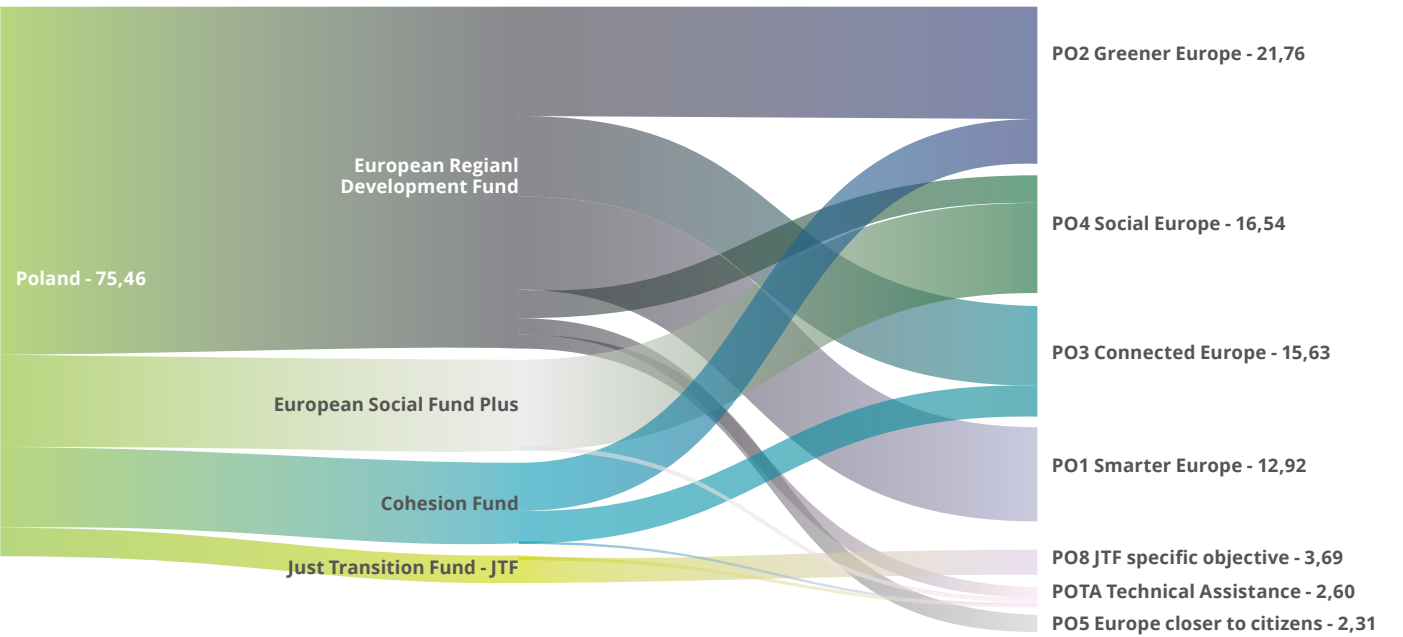 Poland - 75,46
European Regianl
Development Fund
European Social Fund Plus
Cohesion Fund
Just Transition Fund - JTF
PO2 Greener Europe - 21,76
PO4 Social Europe - 16,54
PO3 Connected Europe - 15,63
PO1 Smarter Europe - 12,92
PO8 JTF specific objective - 3,69
POTA Technical Assistance - 2,60
PO5 Europe closer to citizens - 2,31